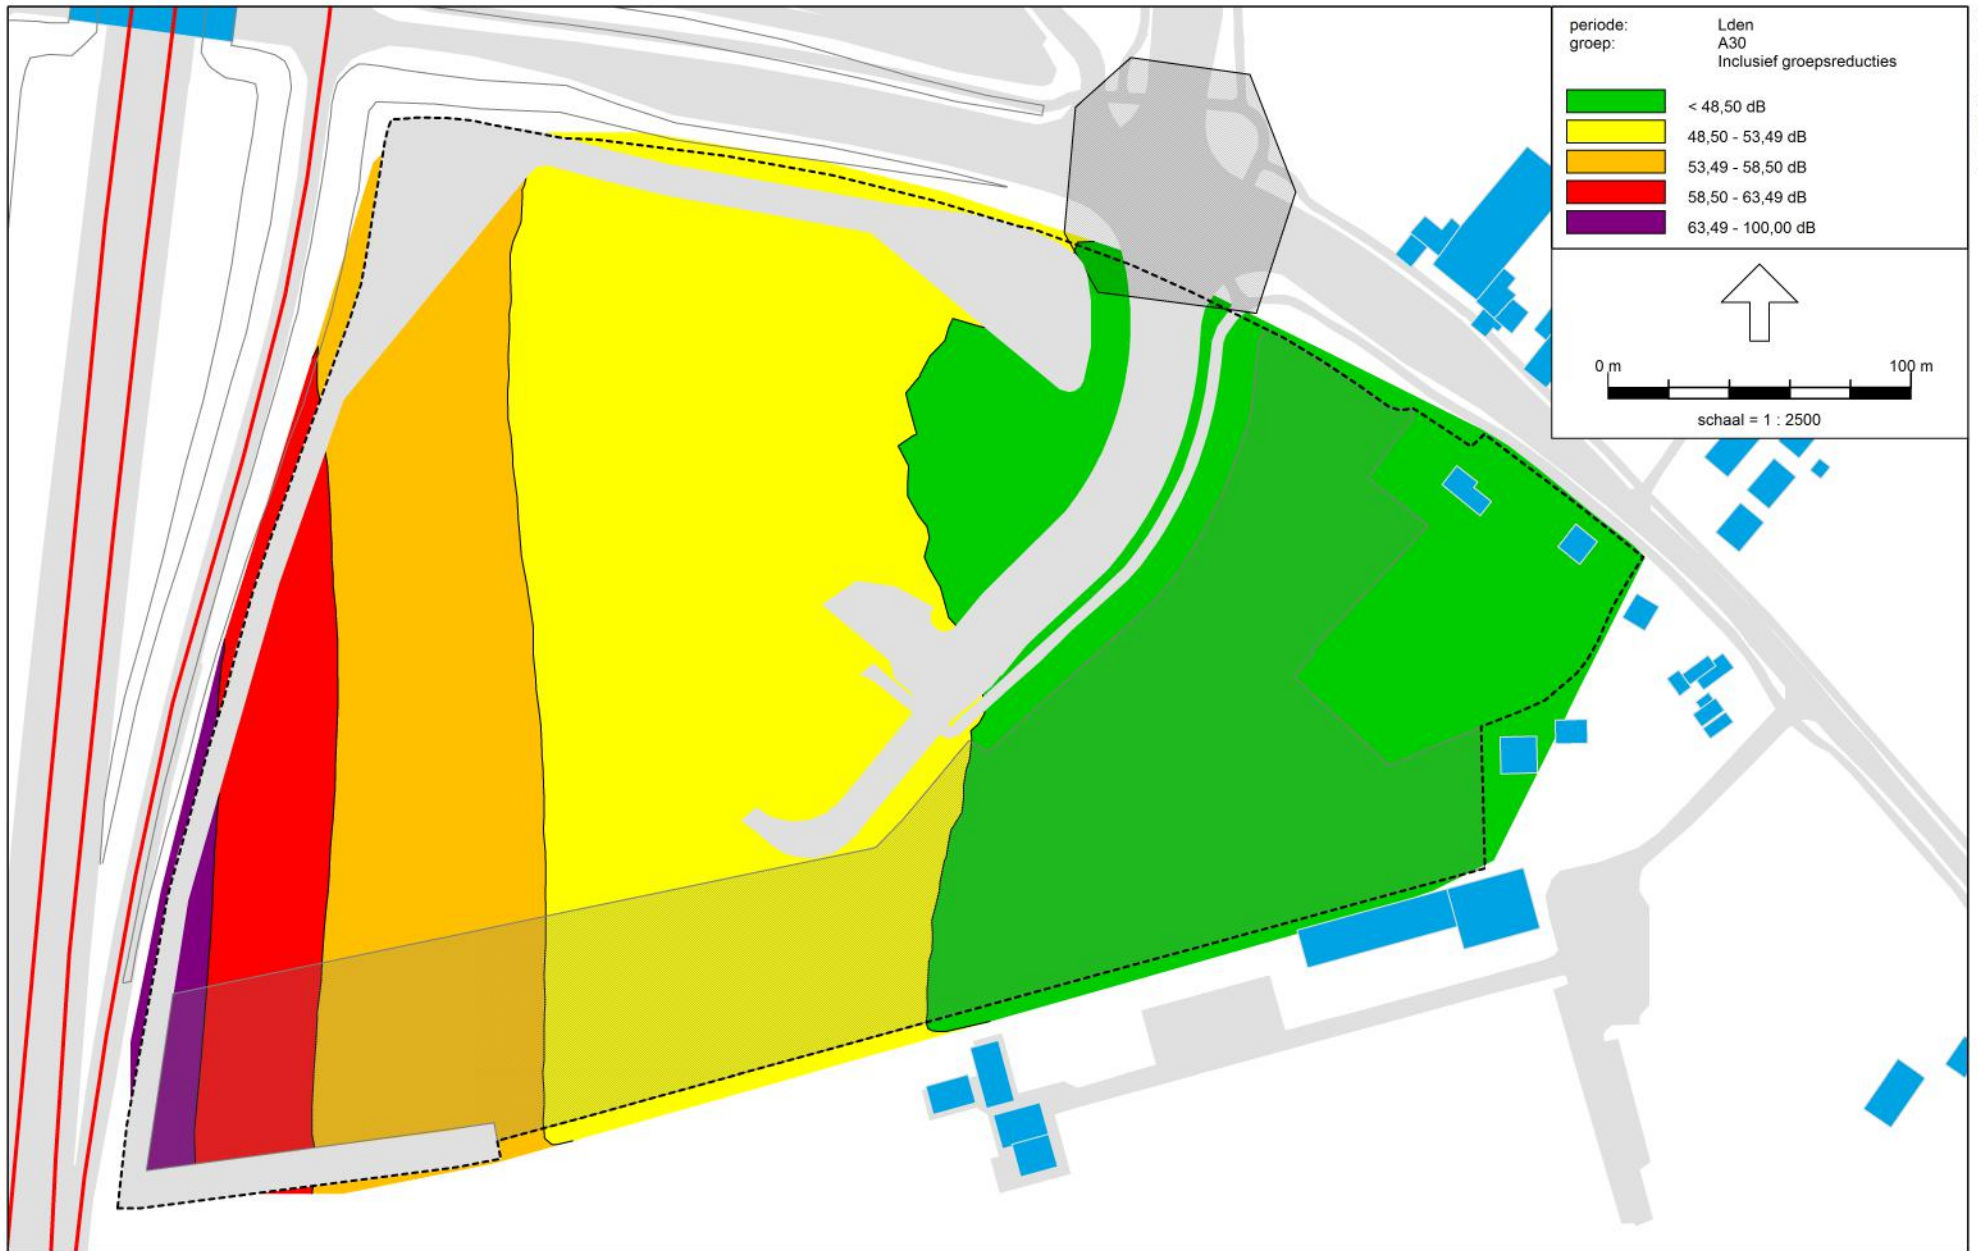 periode: Lden
groep: A30
Inclusief groepsreducties
< 48,50 dB
48,50 - 53,49 dB
53,49 - 58,50 dB
58,50 - 63,49 dB
63,49 - 100,00 dB
0 m 100 m
schaal = 1 : 2500